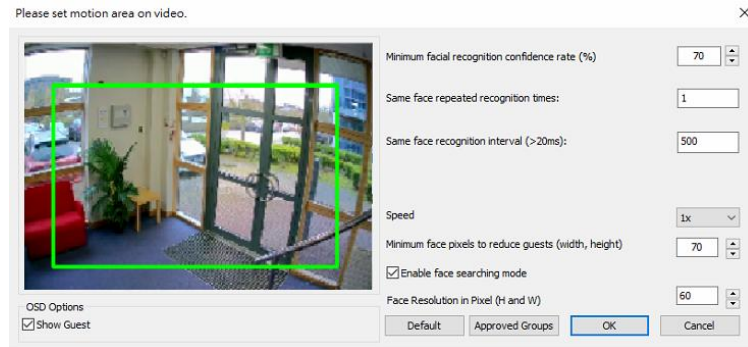 Please set motion area on video.
Minimum facial recognition confidence rate (%)
70
Same face repeated recognition times:
1
Same face recognition interval (>20ms):
500
Speed
1x
Minimum face pixels to reduce guests (width, height)
70
Enable face searching mode
Face Resolution in Pixel (H and W)
60
OSD Options
Show Guest
Default
Approved Groups
OK
Cancel